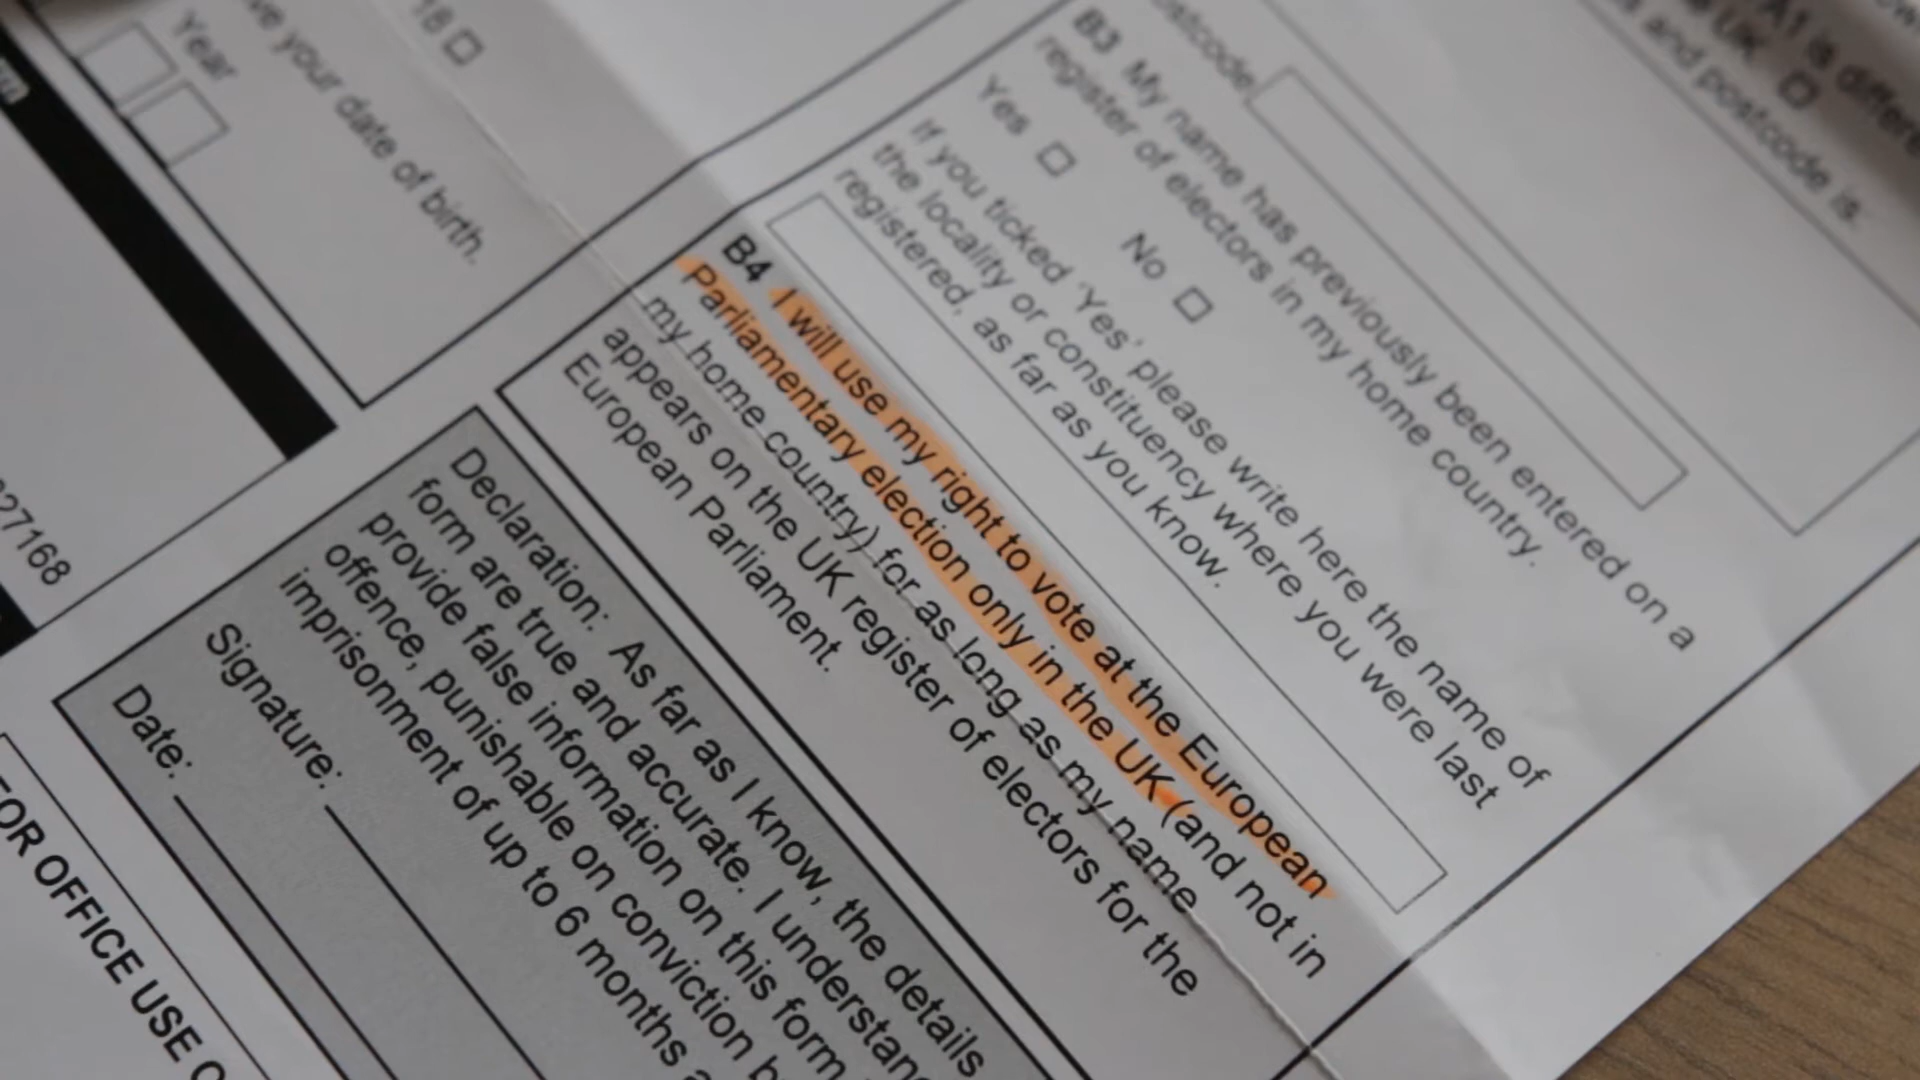 A1 is differe
UK □
s and postcode is.
ostcode
B3 My name has previously been entered on a
register of electors in my home country.
Yes □ No □
If you ticked 'Yes' please write here the name of
the locality or constituency where you were last
registered, as far as you know.
B4 I will use my right to vote at the European
Parliamentary election only in the UK (and not in
my home country) for as long as my name
appears on the UK register of electors for the
European Parliament.
18 □
ve your date of birth.
Year
27168
Declaration: As far as I know, the details
form are true and accurate. I understan
provide false information on this form
offence, punishable on conviction b
imprisonment of up to 6 months a
Signature:
Date:
FOR OFFICE USE O